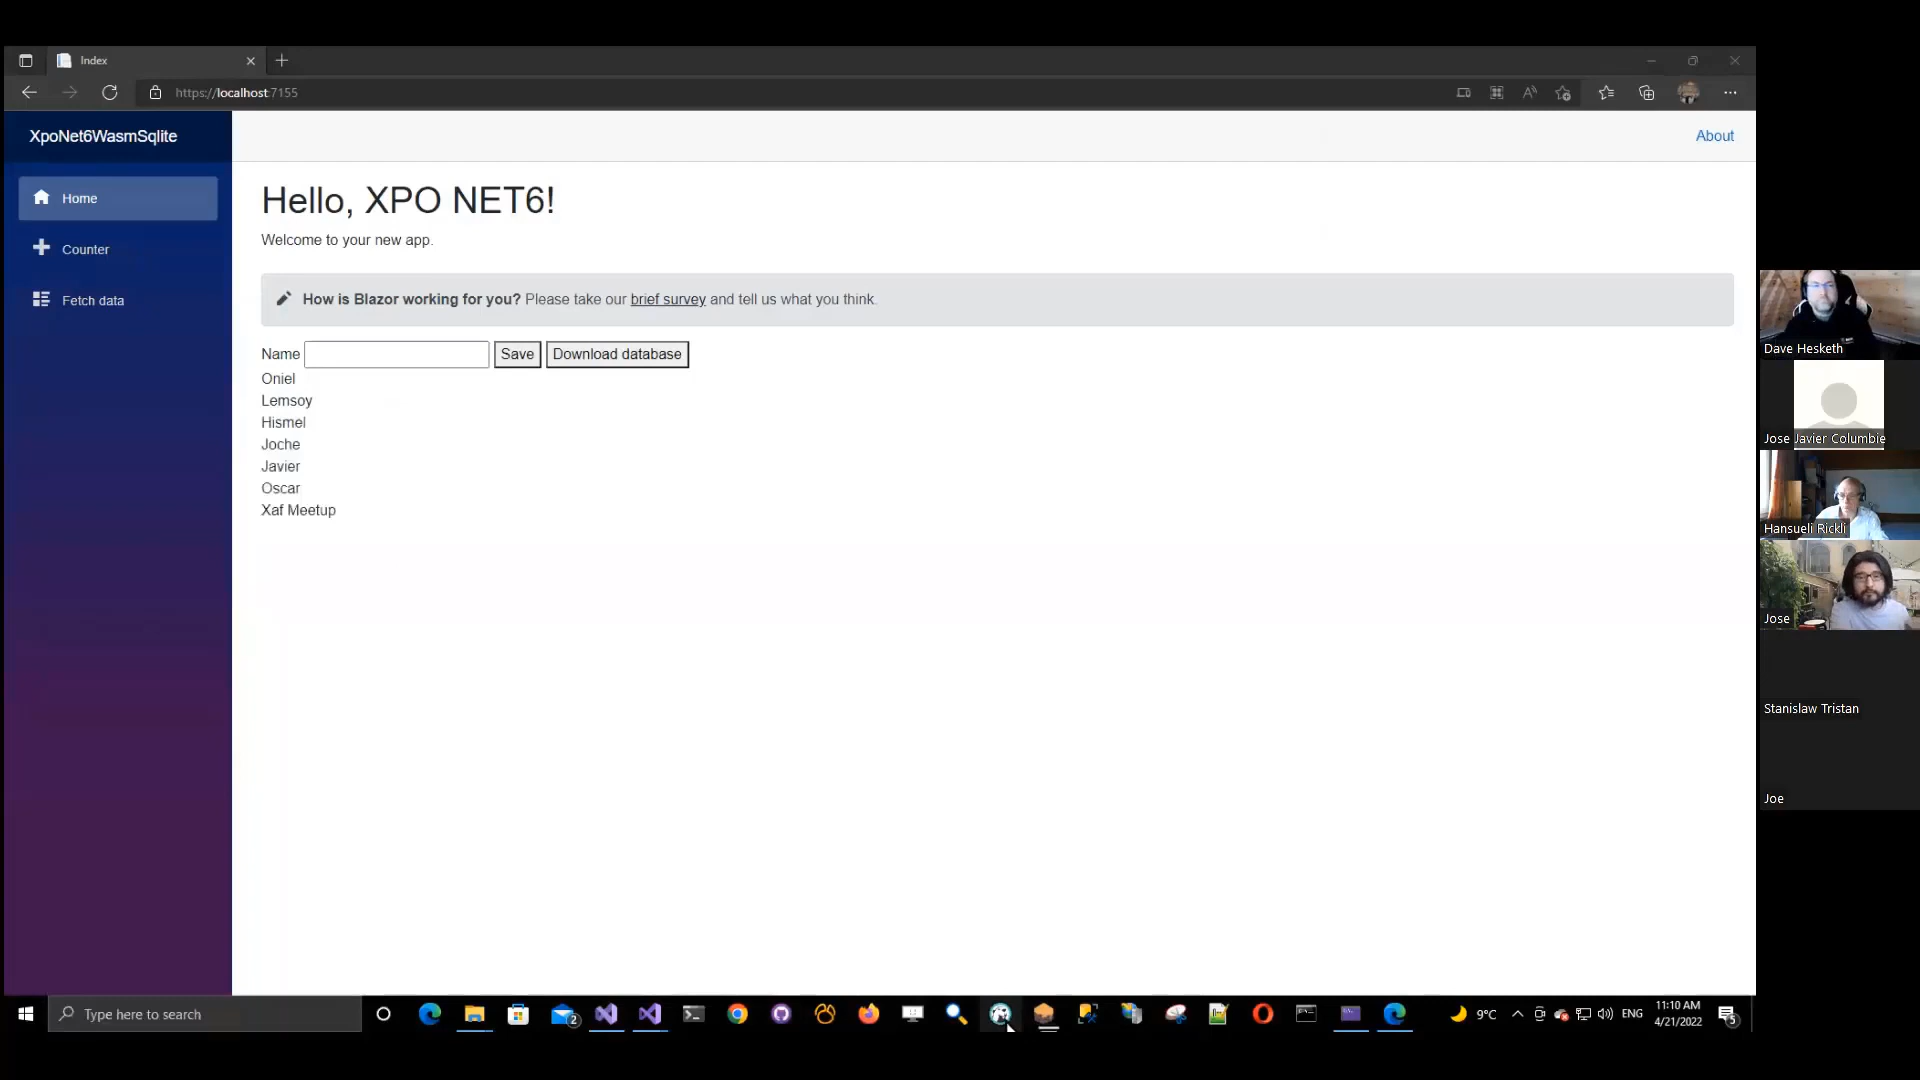 Index
https://localhost:7155
XpoNet6WasmSqlite
About
Home
Counter
Fetch data
Hello, XPO NET6!
Welcome to your new app.
How is Blazor working for you? Please take our brief survey and tell us what you think.
Name
Save
Download database
Oniel
Lemsoy
Hismel
Joche
Javier
Oscar
Xaf Meetup
Dave Hesketh
Jose Javier Columbie
Hansueli Rickli
Jose
Stanislaw Tristan
Joe
Type here to search
2
9°C
ENG
11:10 AM
4/21/2022
5